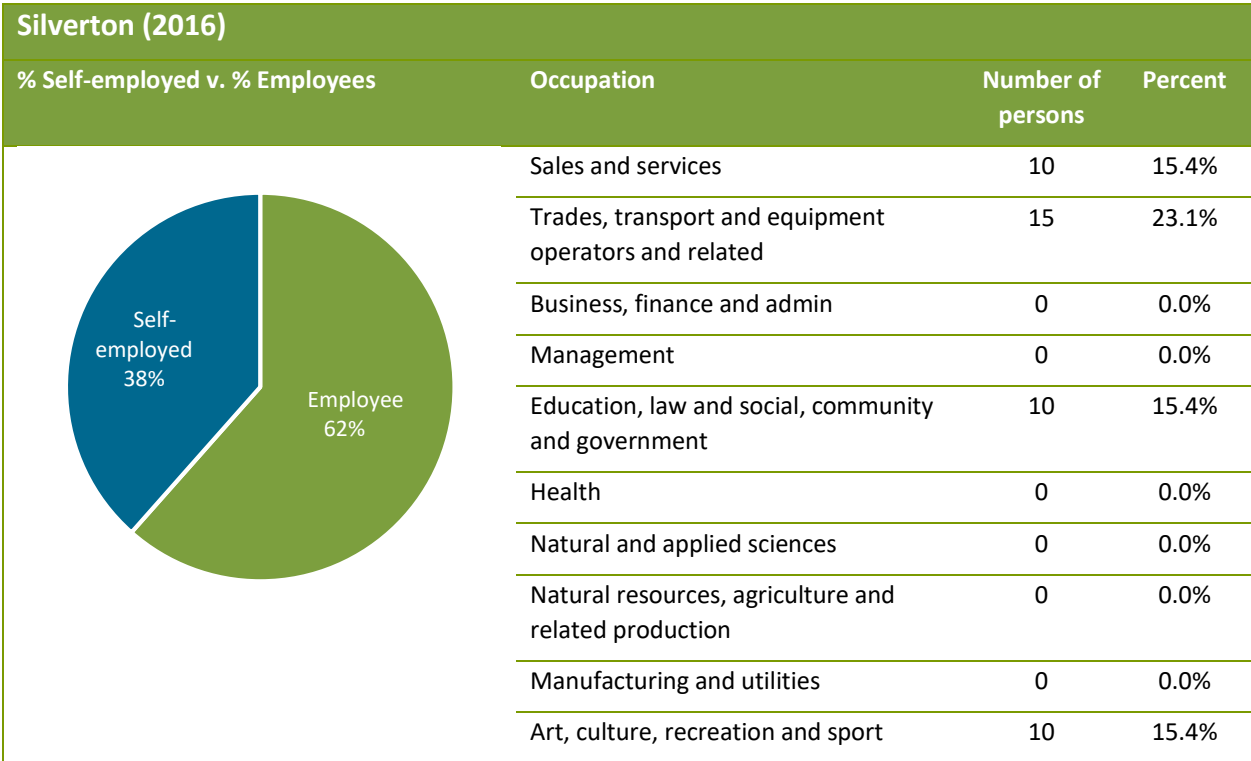 Silverton (2016)
% Self-employed v. % Employees
Occupation
Number of
persons
Percent
Self-
employed
38%
Employee
62%
Sales and services 10 15.4%
Trades, transport and equipment 15 23.1%
operators and related
Business, finance and admin 0 0.0%
Management 0 0.0%
Education, law and social, community 10 15.4%
and government
Health 0 0.0%
Natural and applied sciences 0 0.0%
Natural resources, agriculture and 0 0.0%
related production
Manufacturing and utilities 0 0.0%
Art, culture, recreation and sport 10 15.4%